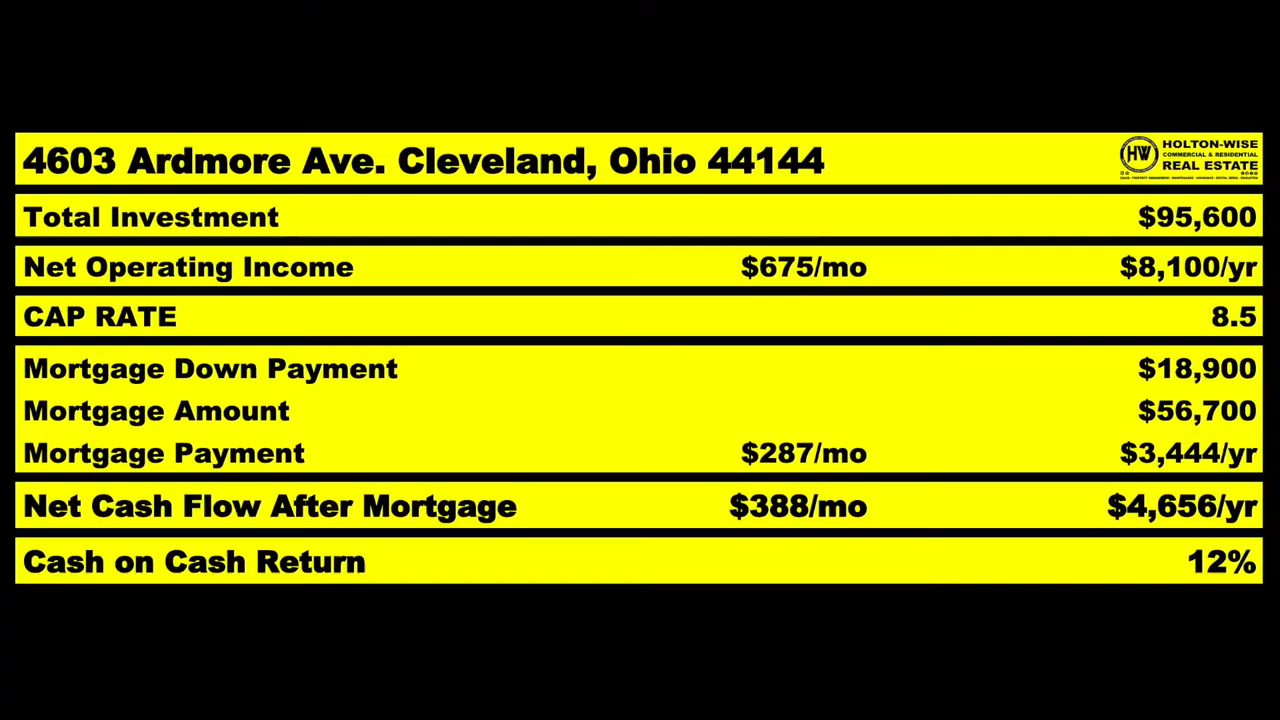 4603 Ardmore Ave. Cleveland, Ohio 44144
HW HOLTON-WISE
COMMERCIAL & RESIDENTIAL
REAL ESTATE
Total Investment $95,600
Net Operating Income $675/mo $8,100/yr
CAP RATE 8.5
Mortgage Down Payment $18,900
Mortgage Amount $56,700
Mortgage Payment $287/mo $3,444/yr
Net Cash Flow After Mortgage $388/mo $4,656/yr
Cash on Cash Return 12%